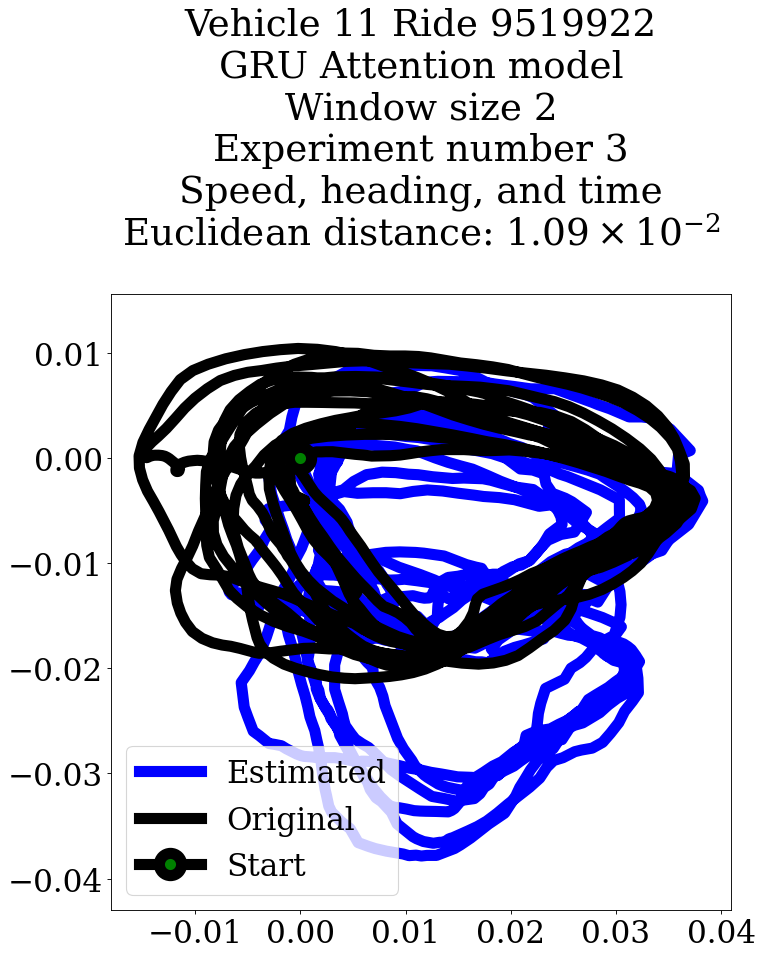 Vehicle 11 Ride 9519922
GRU Attention model
Window size 2
Experiment number 3
Speed, heading, and time
Euclidean distance: 1.09 × 10⁻²
0.01
0.00
−0.01
−0.02
−0.03
−0.04
Estimated
Original
Start
−0.01 0.00 0.01 0.02 0.03 0.04